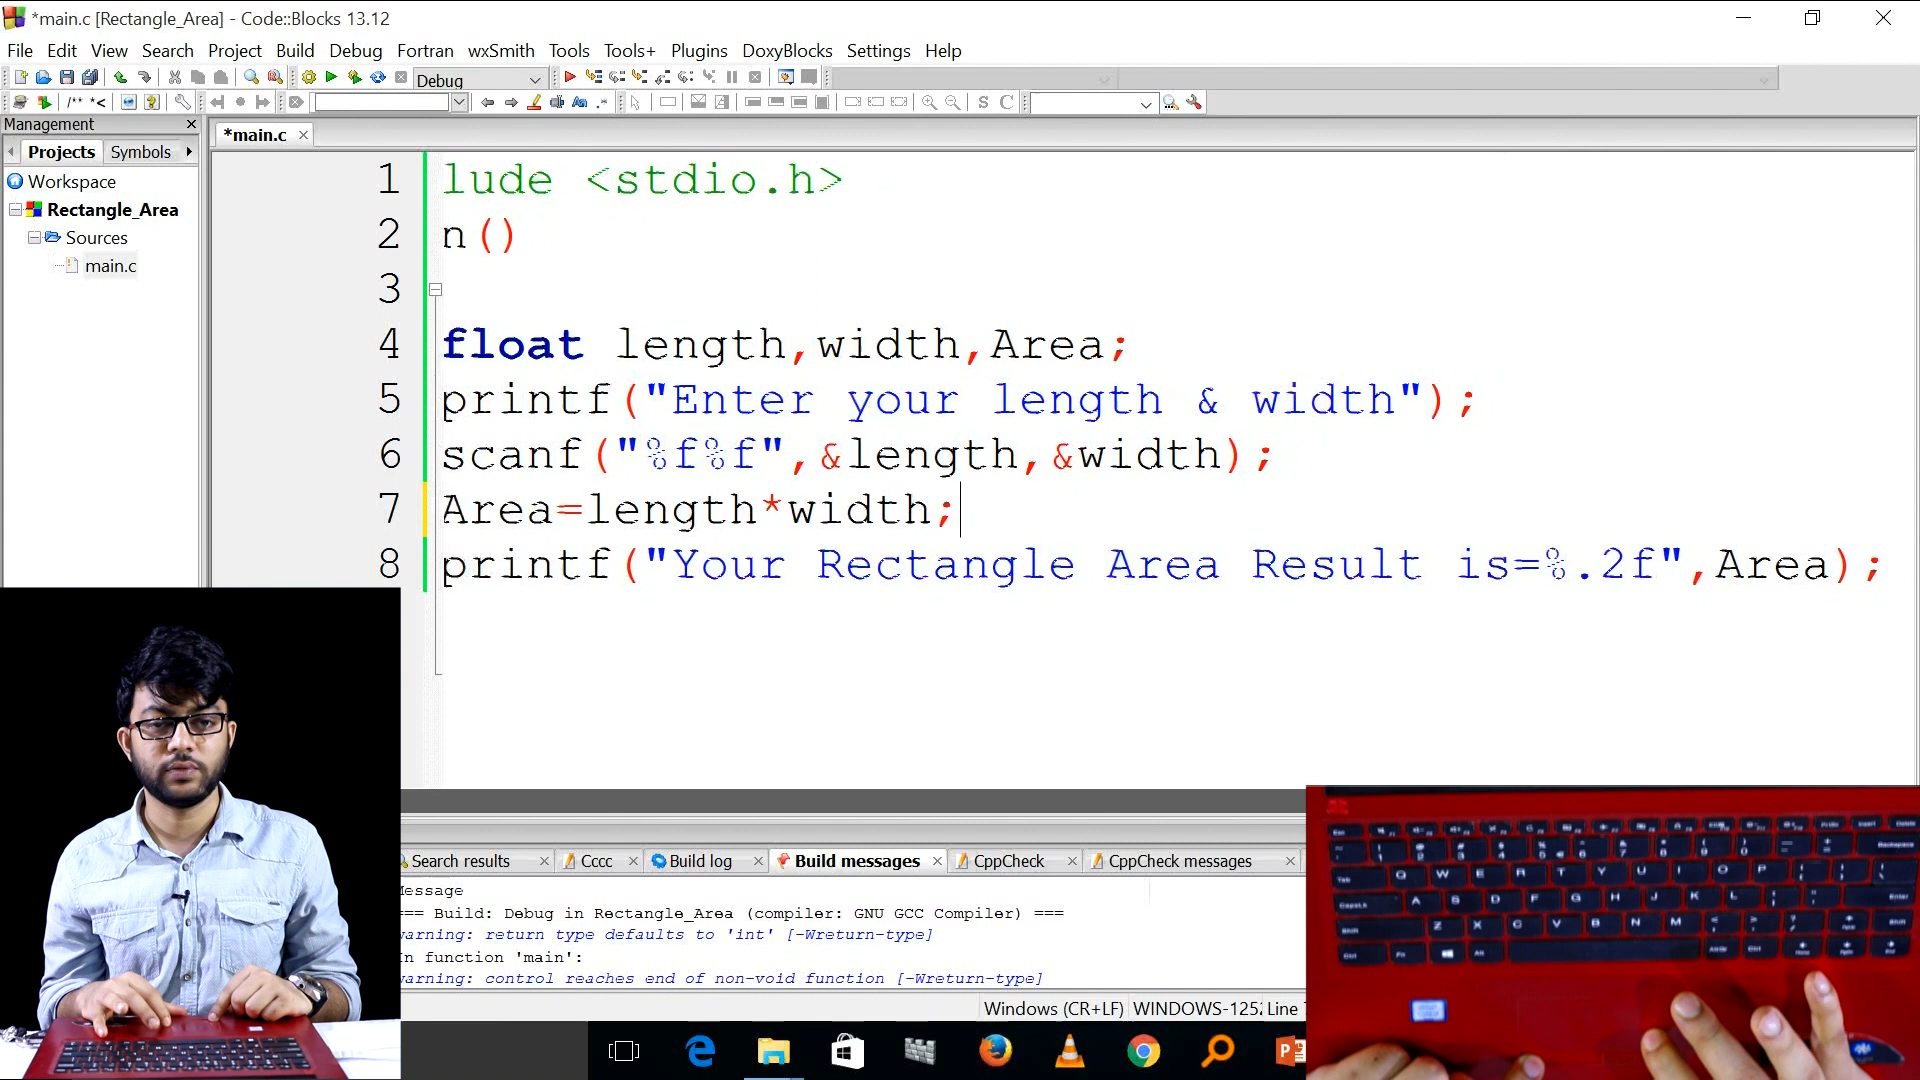 *main.c [Rectangle_Area] - Code::Blocks 13.12
File Edit View Search Project Build Debug Fortran wxSmith Tools Tools+ Plugins DoxyBlocks Settings Help
Debug
/** *<
S C
Management
Projects Symbols
Workspace
Rectangle_Area
Sources
main.c
*main.c
1 lude <stdio.h>
2 n()
3
4 float length,width,Area;
5 printf("Enter your length & width");
6 scanf("%f%f",&length,&width);
7 Area=length*width;
8 printf("Your Rectangle Area Result is=%.2f",Area);
Search results Cccc Build log Build messages CppCheck CppCheck messages
Message
=== Build: Debug in Rectangle_Area (compiler: GNU GCC Compiler) ===
warning: return type defaults to 'int' [-Wreturn-type]
In function 'main':
warning: control reaches end of non-void function [-Wreturn-type]
Windows (CR+LF) WINDOWS-1252 Line
Q W E R T Y U I O P
A S D F G H J K L
Z X C V B N M